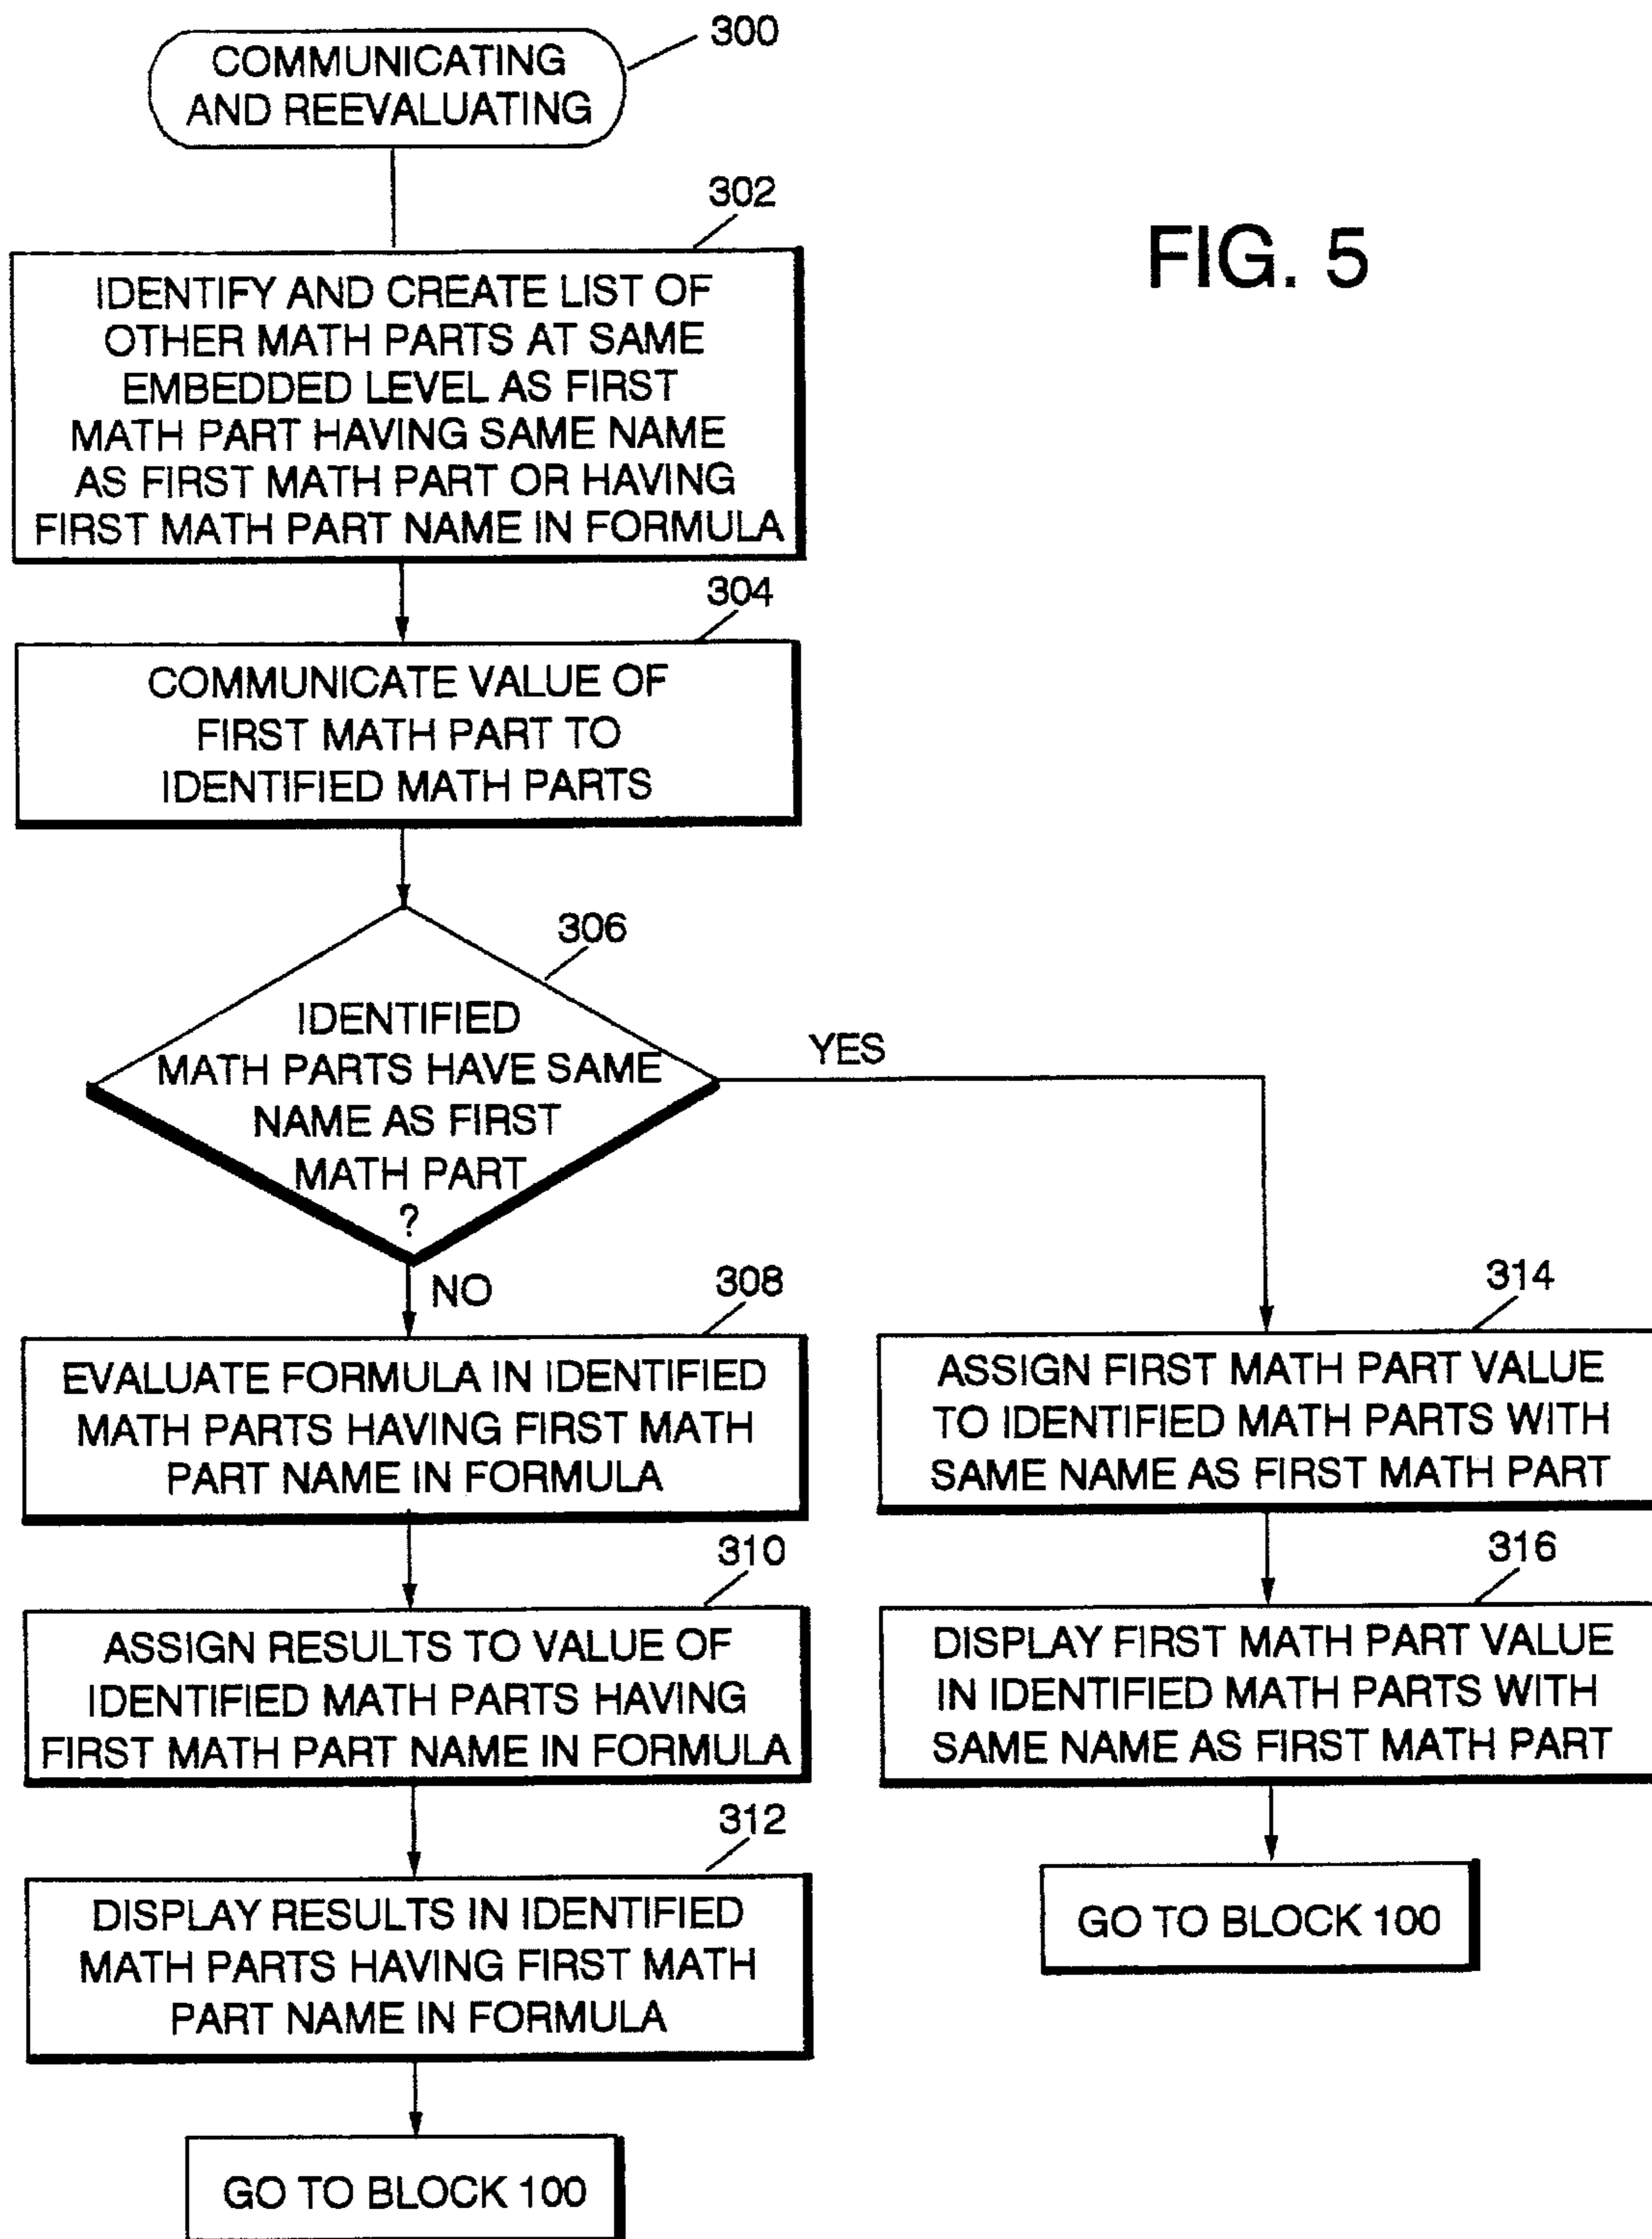 300
COMMUNICATING
AND REEVALUATING
FIG. 5
302
IDENTIFY AND CREATE LIST OF
OTHER MATH PARTS AT SAME
EMBEDDED LEVEL AS FIRST
MATH PART HAVING SAME NAME
AS FIRST MATH PART OR HAVING
FIRST MATH PART NAME IN FORMULA
304
COMMUNICATE VALUE OF
FIRST MATH PART TO
IDENTIFIED MATH PARTS
306
IDENTIFIED
MATH PARTS HAVE SAME
NAME AS FIRST
MATH PART
?
YES
NO
308
EVALUATE FORMULA IN IDENTIFIED
MATH PARTS HAVING FIRST MATH
PART NAME IN FORMULA
310
ASSIGN RESULTS TO VALUE OF
IDENTIFIED MATH PARTS HAVING
FIRST MATH PART NAME IN FORMULA
312
DISPLAY RESULTS IN IDENTIFIED
MATH PARTS HAVING FIRST MATH
PART NAME IN FORMULA
GO TO BLOCK 100
314
ASSIGN FIRST MATH PART VALUE
TO IDENTIFIED MATH PARTS WITH
SAME NAME AS FIRST MATH PART
316
DISPLAY FIRST MATH PART VALUE
IN IDENTIFIED MATH PARTS WITH
SAME NAME AS FIRST MATH PART
GO TO BLOCK 100